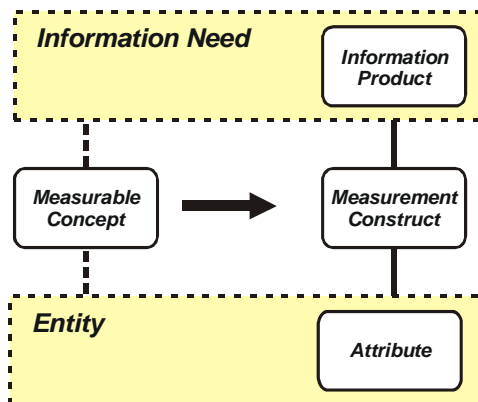 Information Need
Information
Product
Measurable
Concept
Measurement
Construct
Entity
Attribute